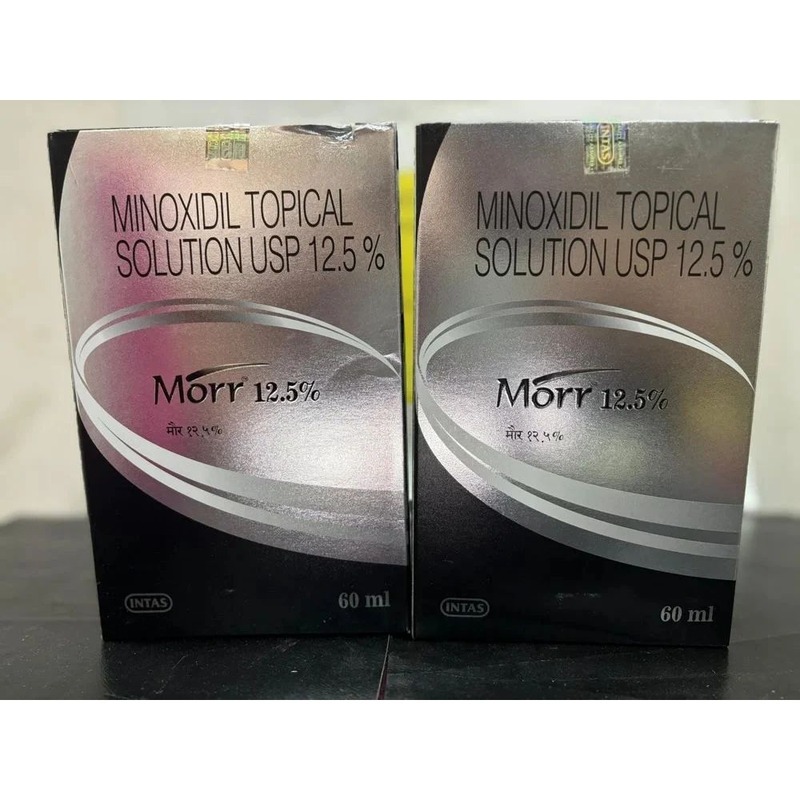 MINOXIDIL TOPICAL
SOLUTION USP 12.5 %
Morr® 12.5%
मौर १२.५%
INTAS
60 ml
INTAS
MINOXIDIL TOPICAL
SOLUTION USP 12.5 %
Morr 12.5%
मौर १२.५%
INTAS
60 ml